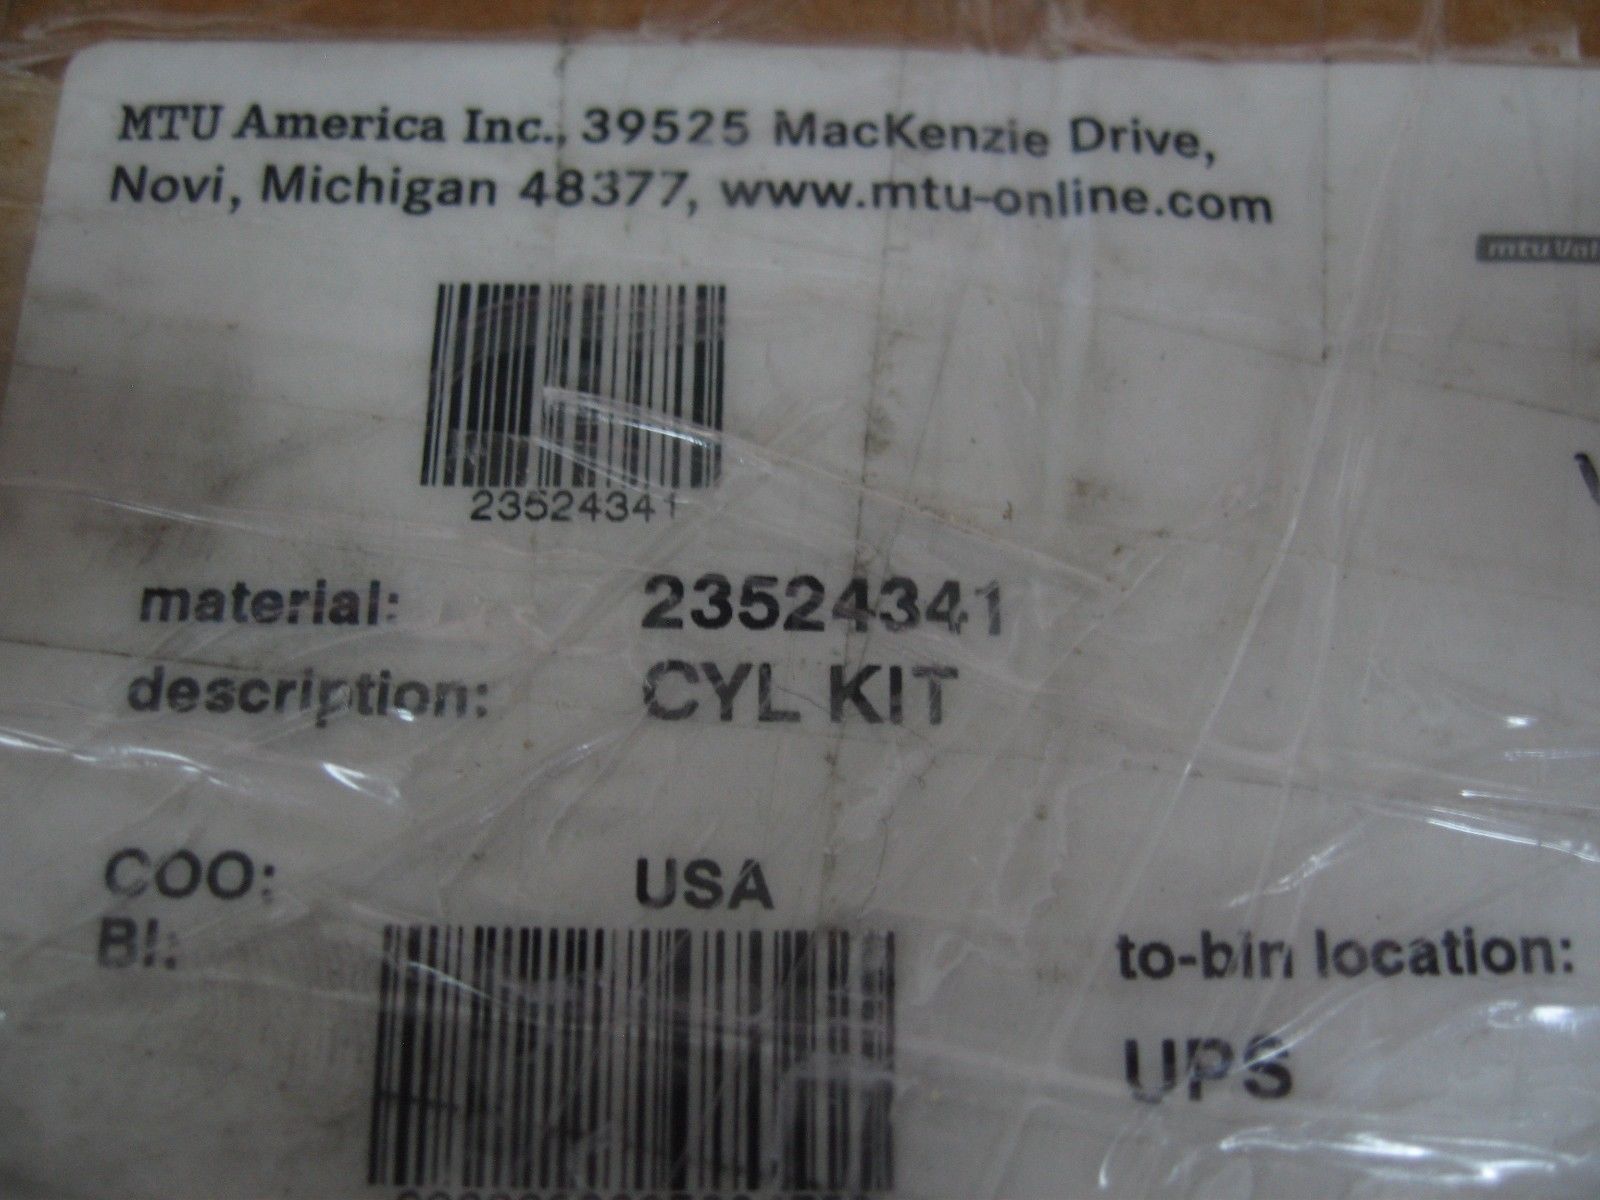 MTU America Inc., 39525 MacKenzie Drive,
Novi, Michigan 48377, www.mtu-online.com
23524341
material: 23524341
description: CYL KIT
COO: USA
BI:
to-bin location:
UPS